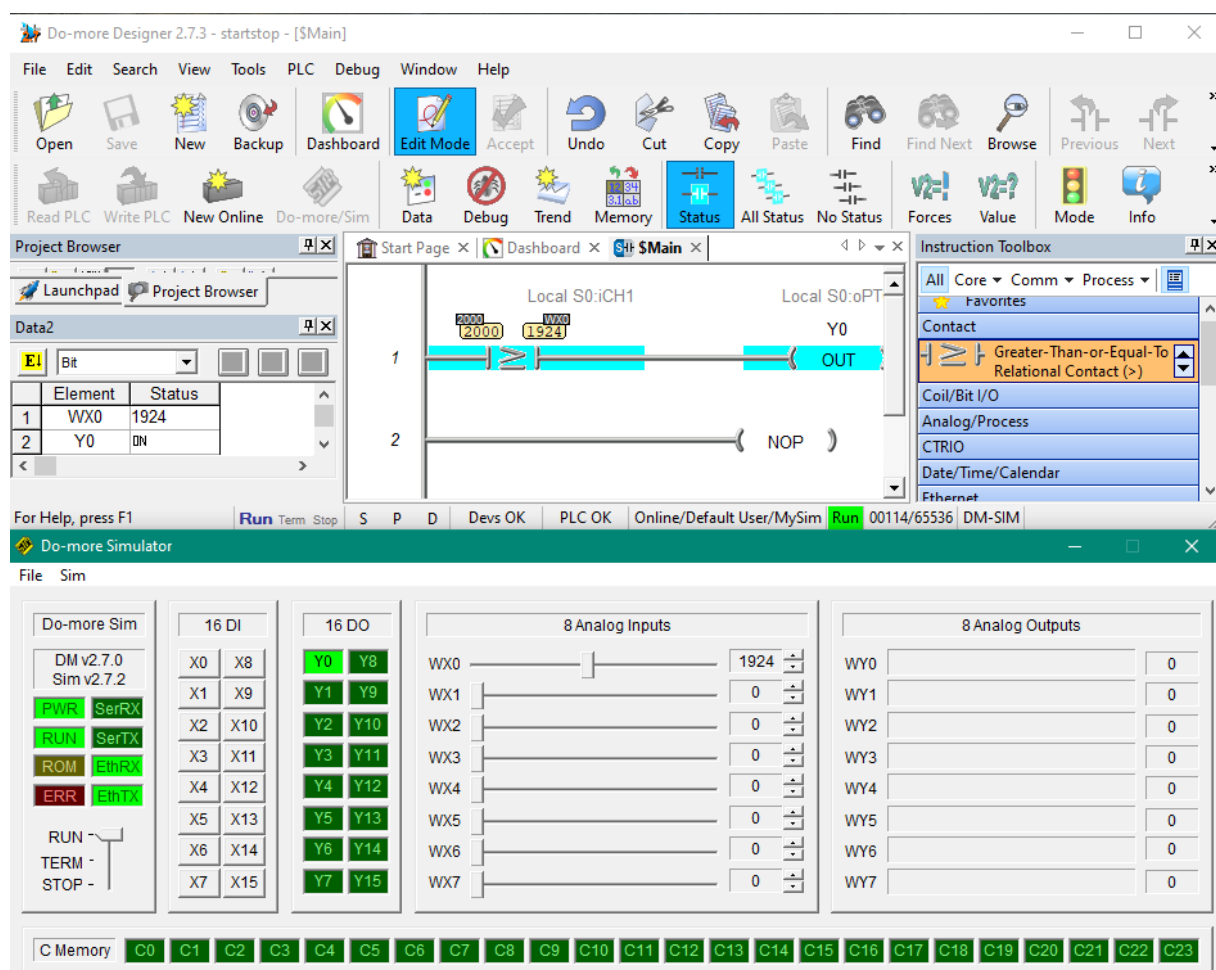 Do-more Designer 2.7.3 - startstop - [$Main]
File Edit Search View Tools PLC Debug Window Help
Open Save New Backup Dashboard Edit Mode Accept Undo Cut Copy Paste Find Find Next Browse Previous Next
Read PLC Write PLC New Online Do-more/Sim Data Debug Trend Memory Status All Status No Status Forces Value Mode Info
Project Browser
Launchpad Project Browser
Data2
Bit
Element Status
1 WX0 1924
2 Y0 ON
Start Page Dashboard $Main
Local S0:iCH1 Local S0:oPT
2000 WX0 Y0
2000 1924
1 ≥ OUT
2 NOP
Instruction Toolbox
All Core Comm Process
Favorites
Contact
Greater-Than-or-Equal-To
Relational Contact (>)
Coil/Bit I/O
Analog/Process
CTRIO
Date/Time/Calendar
Ethernet
For Help, press F1 Run Term Stop S P D Devs OK PLC OK Online/Default User/MySim Run 00114/65536 DM-SIM
Do-more Simulator
File Sim
Do-more Sim
DM v2.7.0
Sim v2.7.2
PWR SerRX
RUN SerTX
ROM EthRX
ERR EthTX
RUN -
TERM -
STOP -
16 DI
X0 X8
X1 X9
X2 X10
X3 X11
X4 X12
X5 X13
X6 X14
X7 X15
16 DO
Y0 Y8
Y1 Y9
Y2 Y10
Y3 Y11
Y4 Y12
Y5 Y13
Y6 Y14
Y7 Y15
8 Analog Inputs
WX0 1924
WX1 0
WX2 0
WX3 0
WX4 0
WX5 0
WX6 0
WX7 0
8 Analog Outputs
WY0 0
WY1 0
WY2 0
WY3 0
WY4 0
WY5 0
WY6 0
WY7 0
C Memory C0 C1 C2 C3 C4 C5 C6 C7 C8 C9 C10 C11 C12 C13 C14 C15 C16 C17 C18 C19 C20 C21 C22 C23